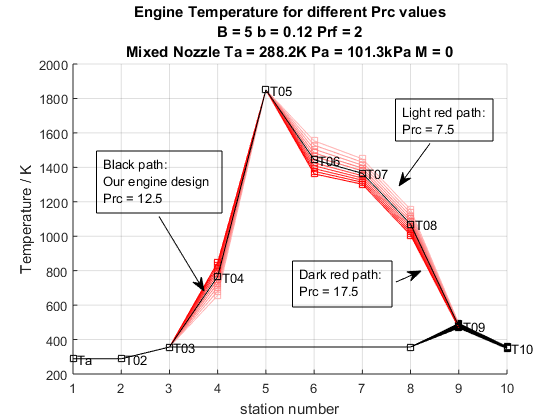 Engine Temperature for different Prc values
B = 5 b = 0.12 Prf = 2
Mixed Nozzle Ta = 288.2K Pa = 101.3kPa M = 0
2000
1800
1600
1400
1200
1000
800
600
400
200
Temperature / K
T05
Light red path:
Prc = 7.5
Black path:
Our engine design
Prc = 12.5
T06
T07
T08
T04
Dark red path:
Prc = 17.5
T09
T10
T03
Ta
T02
1 2 3 4 5 6 7 8 9 10
station number